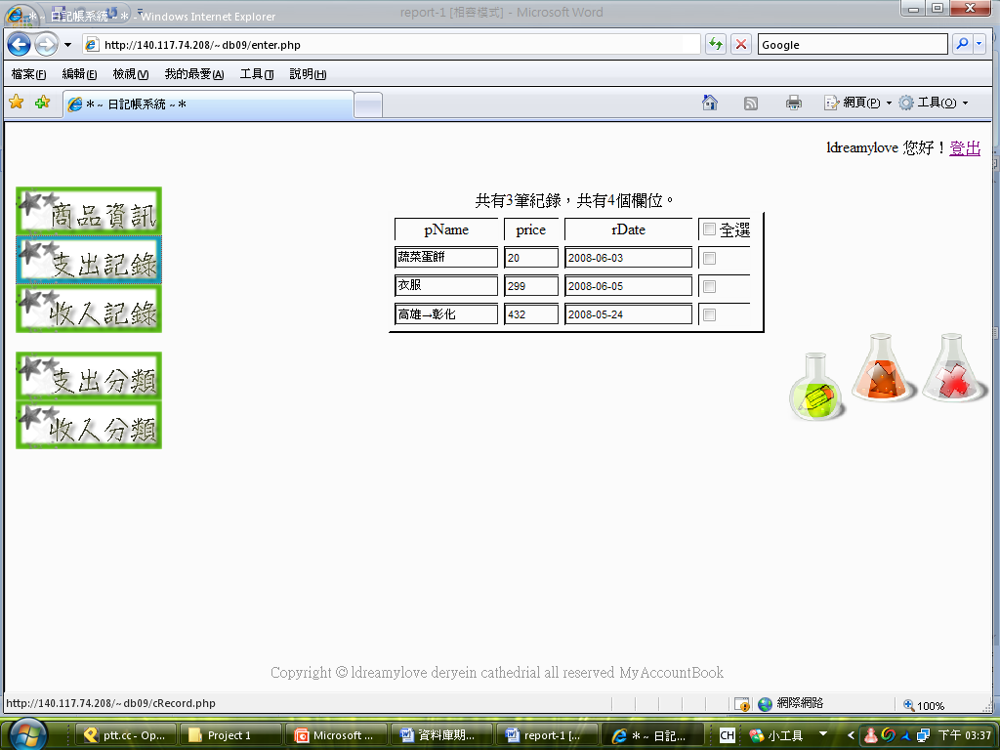 report-1 [相容模式] - Microsoft Word
* ~ 日記帳系統 ~ * - Windows Internet Explorer
http://140.117.74.208/~db09/enter.php
Google
檔案(F) 編輯(E) 檢視(V) 我的最愛(A) 工具(T) 說明(H)
* ~ 日記帳系統 ~ *
網頁(P) 工具(O)
ldreamylove 您好！登出
商品資訊
支出記錄
收入記錄
支出分類
收入分類
共有3筆紀錄，共有4個欄位。
pName price rDate 全選
蔬菜蛋餅 20 2008-06-03
衣服 299 2008-06-05
高雄→彰化 432 2008-05-24
Copyright © ldreamylove deryein cathedrial all reserved MyAccountBook
http://140.117.74.208/~db09/cRecord.php 網際網路 100%
ptt.cc - Op... Project 1 Microsoft ... 資料庫期... report-1 [... * ~ 日記... CH 小工具 下午 03:37